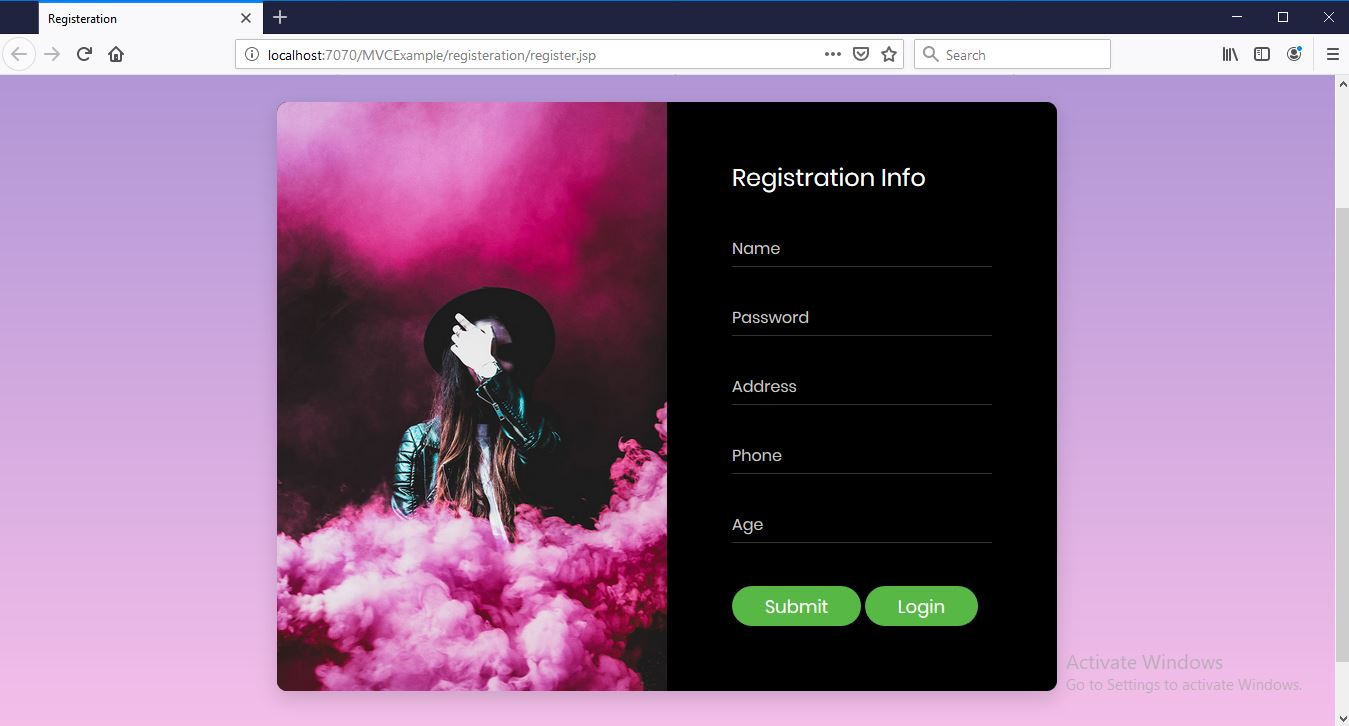 Registeration
localhost:7070/MVCExample/registeration/register.jsp
Search
Registration Info
Name
Password
Address
Phone
Age
Submit Login
Activate Windows
Go to Settings to activate Windows.